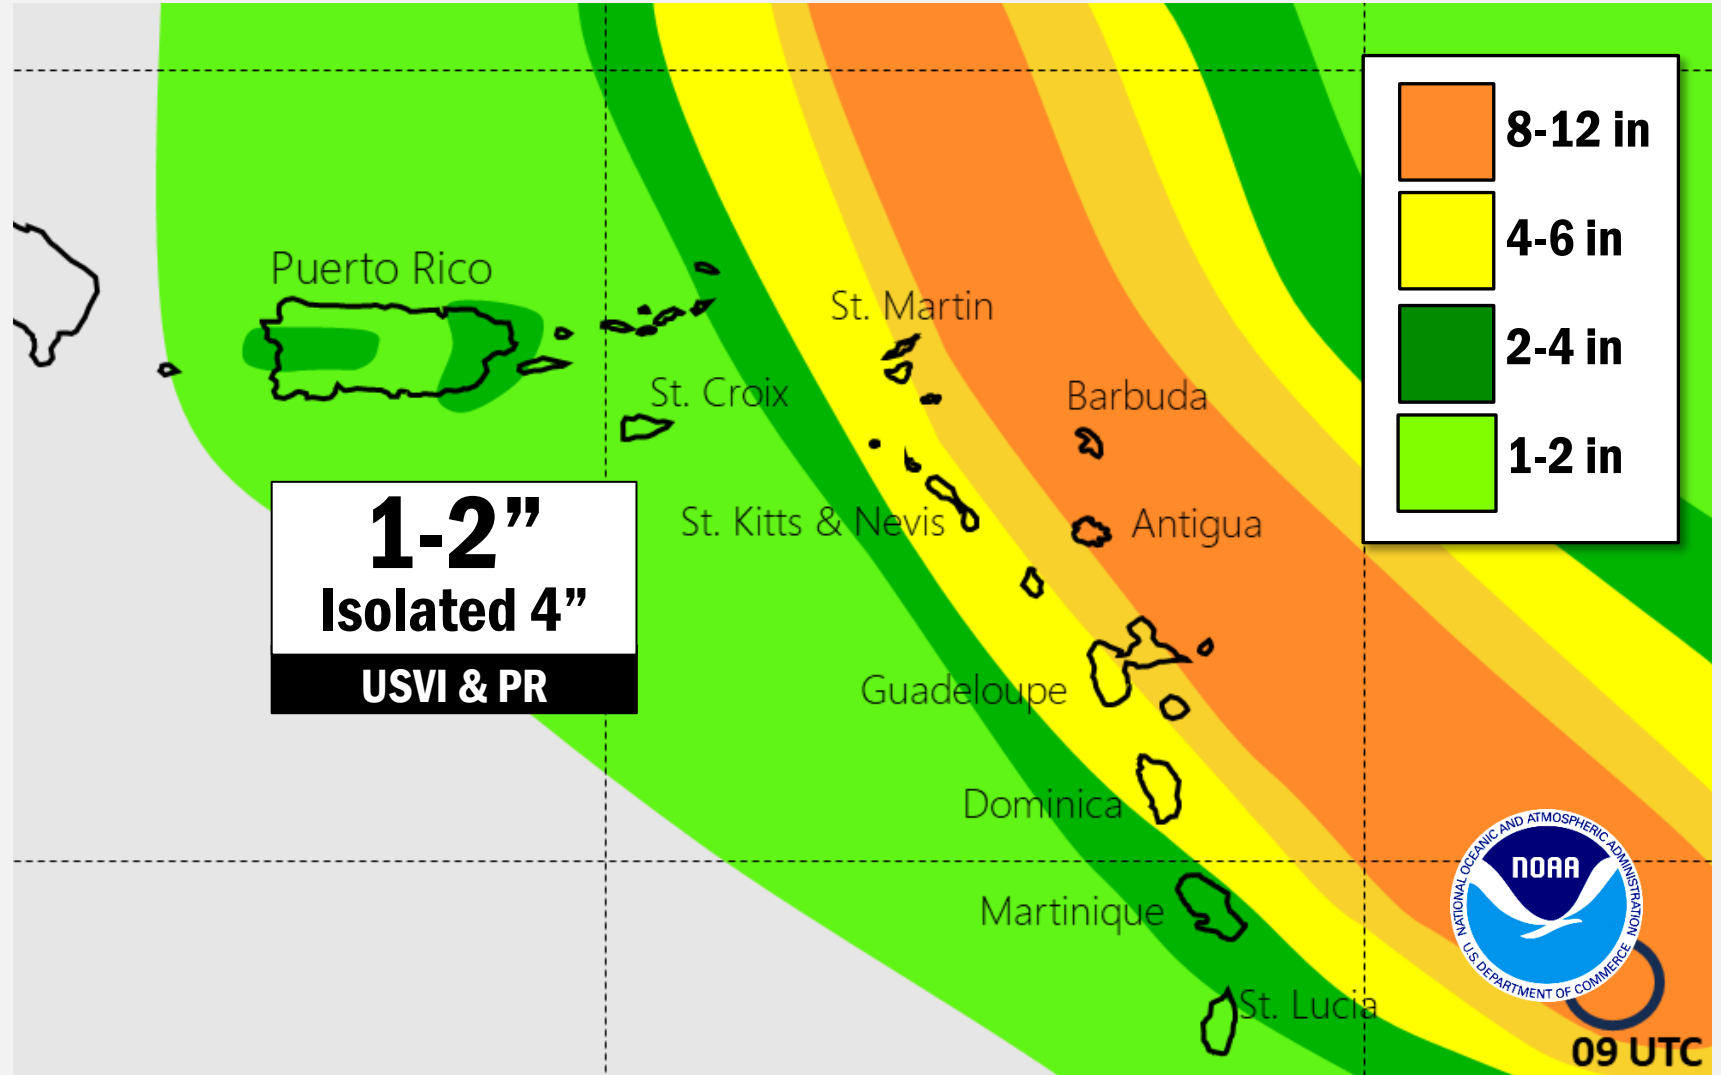 8-12 in
4-6 in
2-4 in
1-2 in
Puerto Rico
St. Martin
St. Croix
Barbuda
St. Kitts & Nevis
Antigua
1-2”
Isolated 4”
USVI & PR
Guadeloupe
Dominica
Martinique
St. Lucia
NATIONAL OCEANIC AND ATMOSPHERIC ADMINISTRATION
NOAA
U.S. DEPARTMENT OF COMMERCE
09 UTC